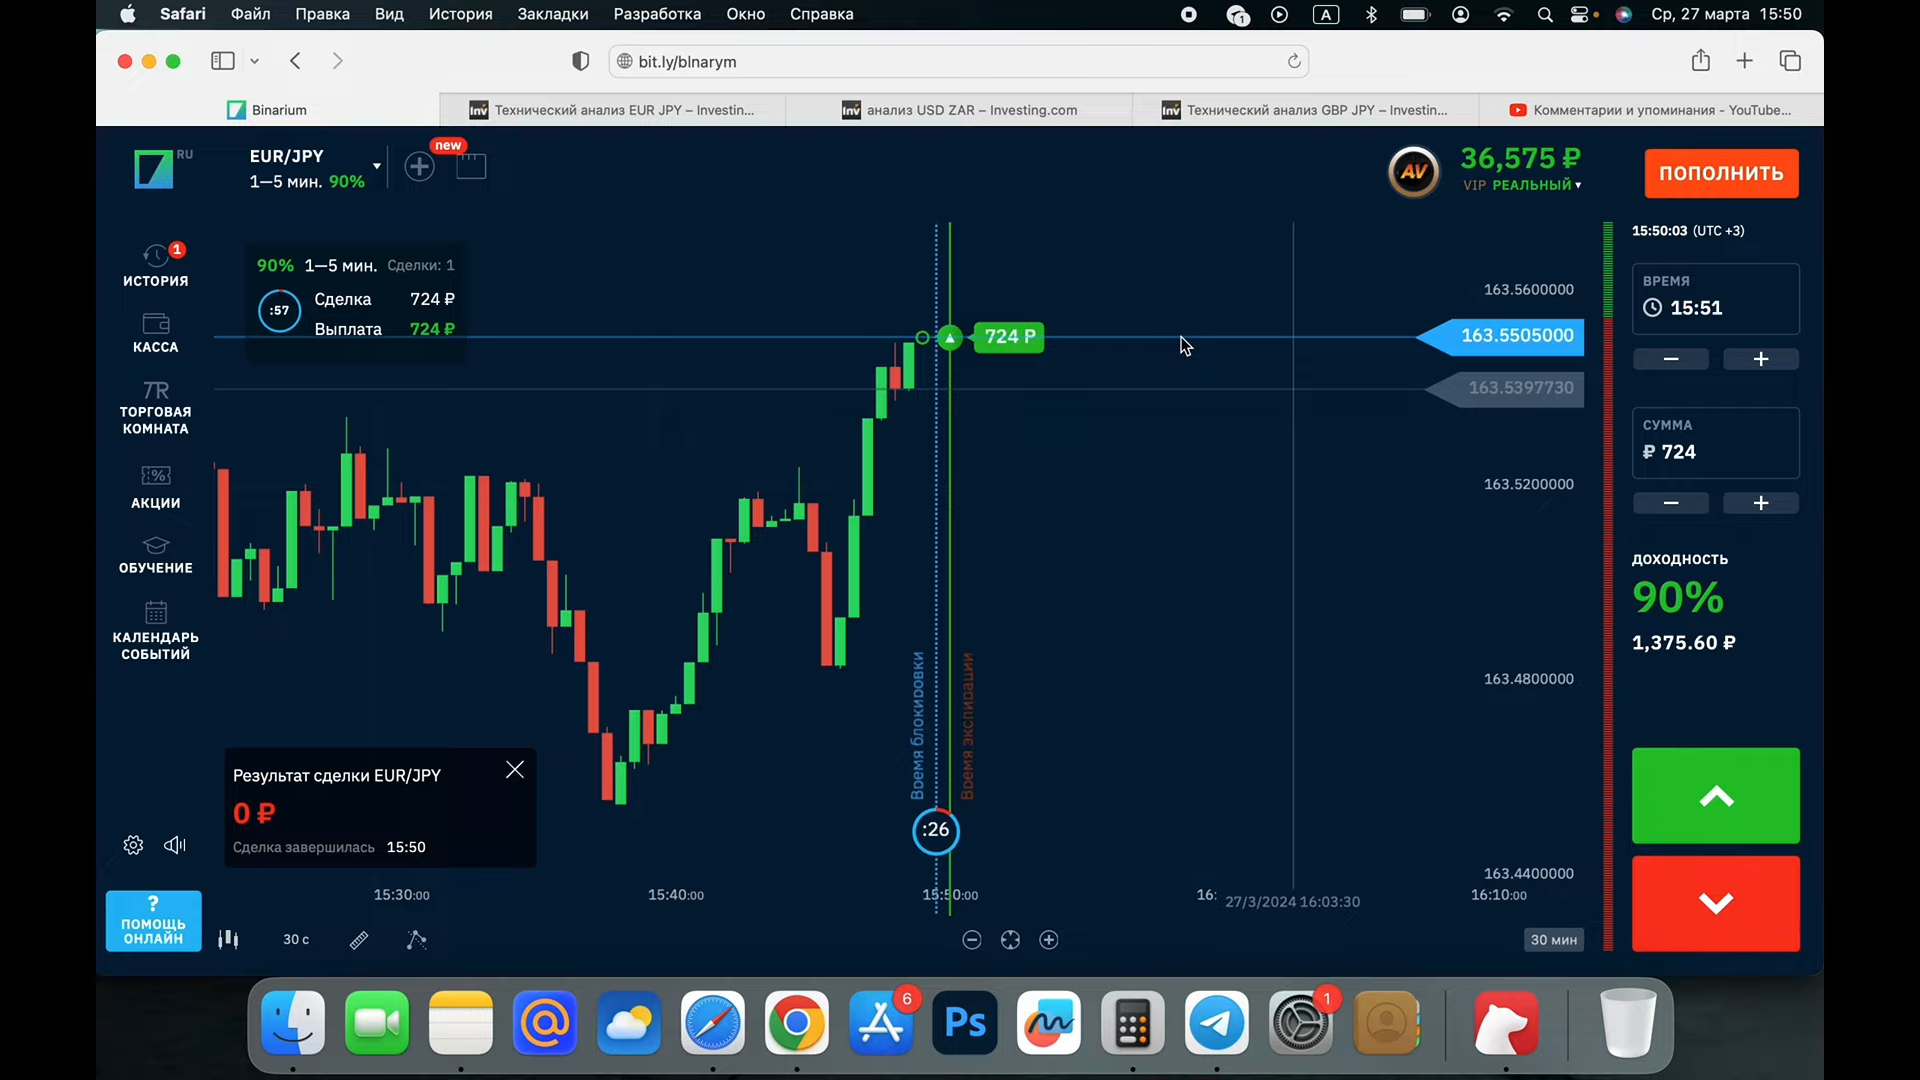 Safari Файл Правка Вид История Закладки Разработка Окно Справка
1 A Ср, 27 марта 15:50
bit.ly/blnarym
Binarium
Inv Технический анализ EUR JPY – Investin...
Inv анализ USD ZAR – Investing.com
Inv Технический анализ GBP JPY – Investin...
Комментарии и упоминания - YouTube...
RU
EUR/JPY
1—5 мин. 90%
new
AV
36,575 ₽
VIP РЕАЛЬНЫЙ
ПОПОЛНИТЬ
1
ИСТОРИЯ
КАССА
TR
ТОРГОВАЯ
КОМНАТА
%
АКЦИИ
ОБУЧЕНИЕ
КАЛЕНДАРЬ
СОБЫТИЙ
90% 1—5 мин. Сделки: 1
:57
Сделка 724 ₽
Выплата 724 ₽
724 Р
163.5600000
163.5505000
163.5397730
163.5200000
163.4800000
163.4400000
Время блокировки
Время экспирации
:26
Результат сделки EUR/JPY
0 ₽
Сделка завершилась 15:50
15:30:00
15:40:00
15:50:00
16:
27/3/2024 16:03:30
16:10:00
?
ПОМОЩЬ
ОНЛАЙН
30 с
30 мин
15:50:03 (UTC +3)
ВРЕМЯ
15:51
− +
СУММА
₽ 724
− +
ДОХОДНОСТЬ
90%
1,375.60 ₽
6
Ps
1